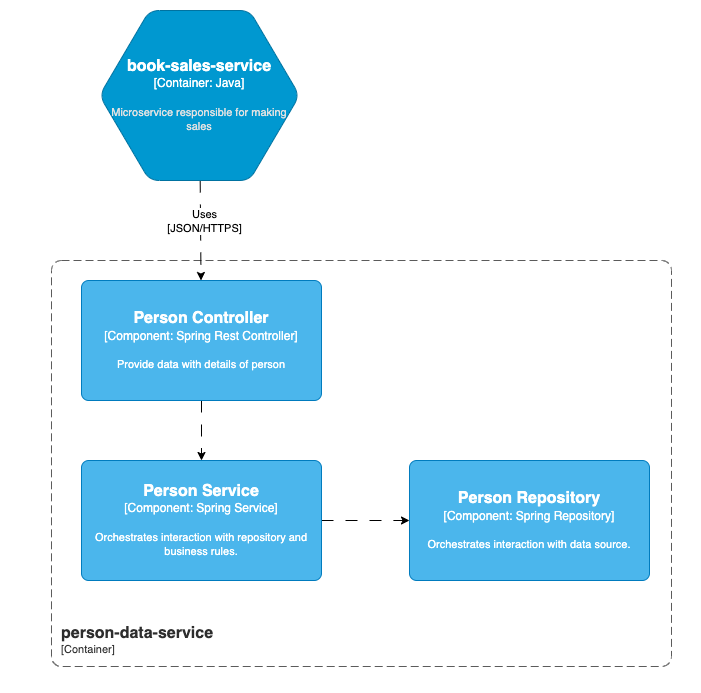 book-sales-service
[Container: Java]
Microservice responsible for making
sales
Uses
[JSON/HTTPS]
Person Controller
[Component: Spring Rest Controller]
Provide data with details of person
Person Service
[Component: Spring Service]
Orchestrates interaction with repository and
business rules.
Person Repository
[Component: Spring Repository]
Orchestrates interaction with data source.
person-data-service
[Container]